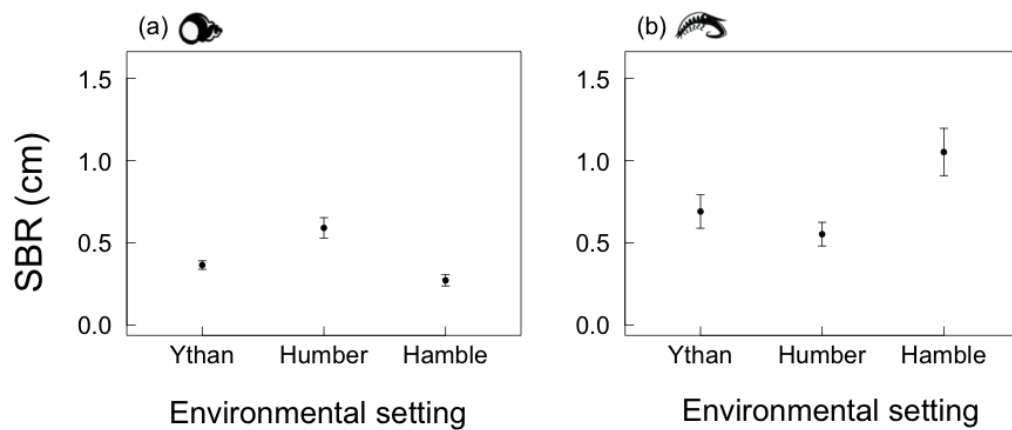 (a)
(b)
SBR (cm)
1.5
1.0
0.5
0.0
Ythan Humber Hamble
Environmental setting
1.5
1.0
0.5
0.0
Ythan Humber Hamble
Environmental setting